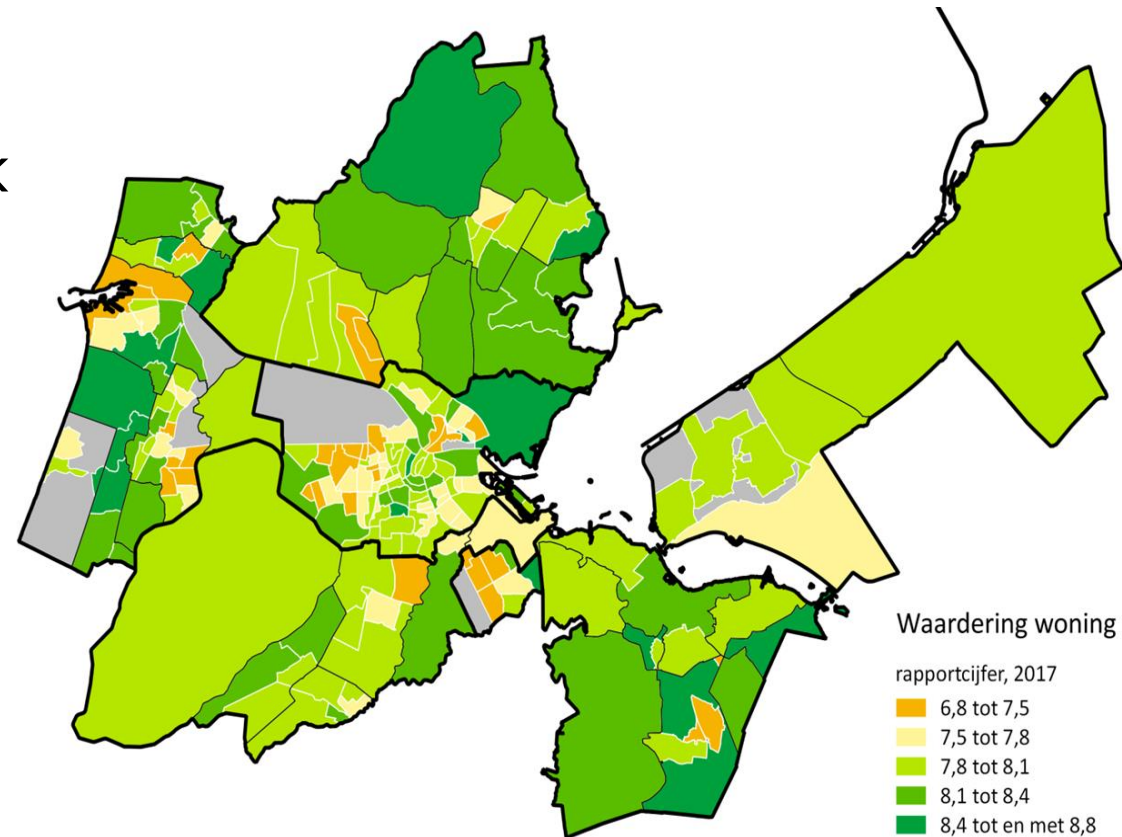 k
Waardering woning
rapportcijfer, 2017
6,8 tot 7,5
7,5 tot 7,8
7,8 tot 8,1
8,1 tot 8,4
8,4 tot en met 8,8